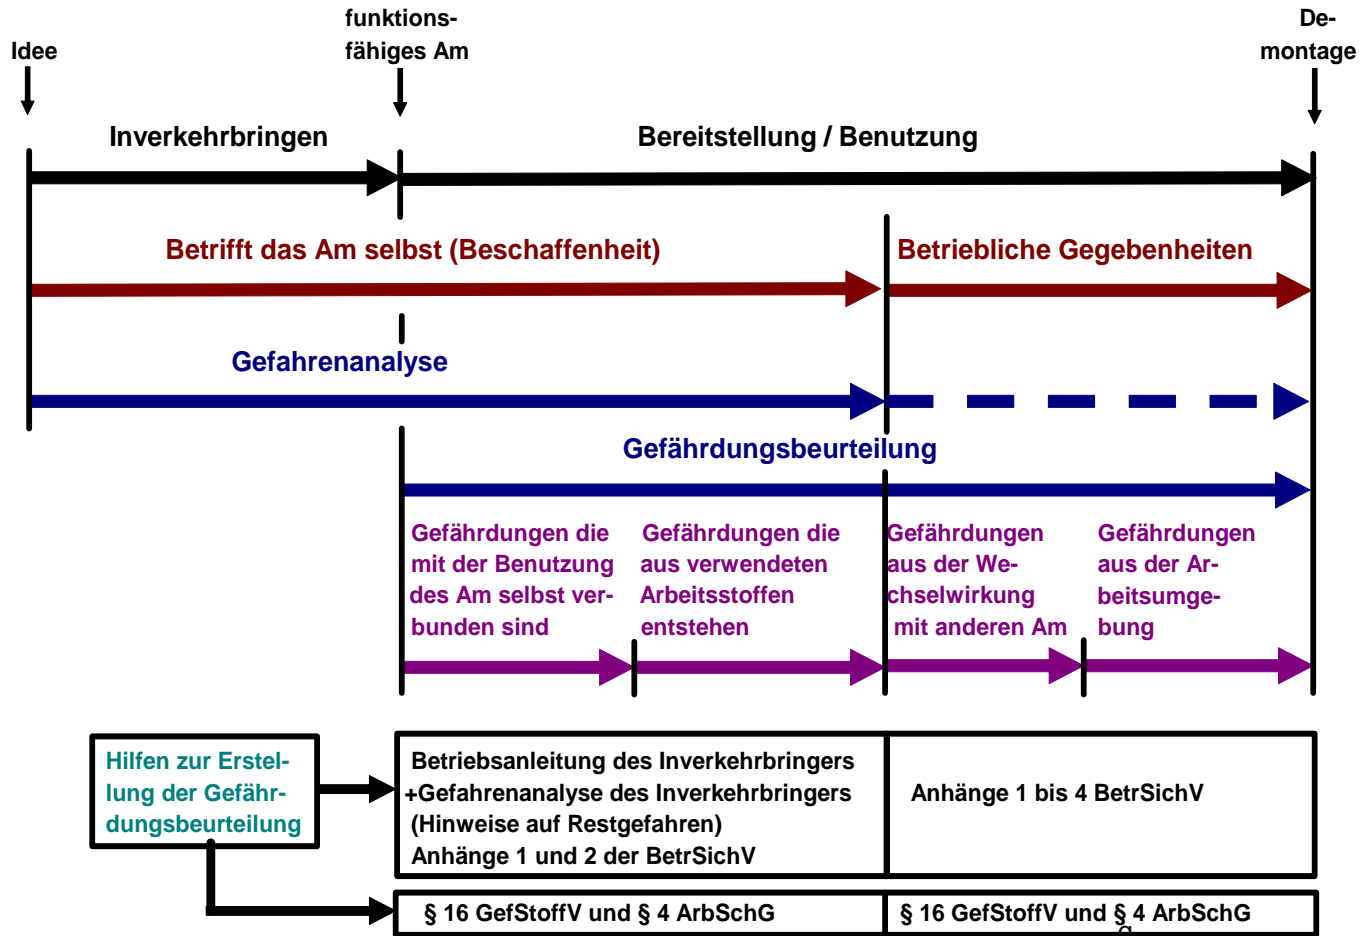 Idee
funktions-
fähiges Am
De-
montage
Inverkehrbringen
Bereitstellung / Benutzung
Betrifft das Am selbst (Beschaffenheit)
Betriebliche Gegebenheiten
Gefahrenanalyse
Gefährdungsbeurteilung
Gefährdungen die
mit der Benutzung
des Am selbst ver-
bunden sind
Gefährdungen die
aus verwendeten
Arbeitsstoffen
entstehen
Gefährdungen
aus der We-
chselwirkung
mit anderen Am
Gefährdungen
aus der Ar-
beitsumge-
bung
Hilfen zur Erstel-
lung der Gefähr-
dungsbeurteilung
Betriebsanleitung des Inverkehrbringers
+Gefahrenanalyse des Inverkehrbringers
(Hinweise auf Restgefahren)
Anhänge 1 und 2 der BetrSichV
Anhänge 1 bis 4 BetrSichV
§ 16 GefStoffV und § 4 ArbSchG
§ 16 GefStoffV und § 4 ArbSchG